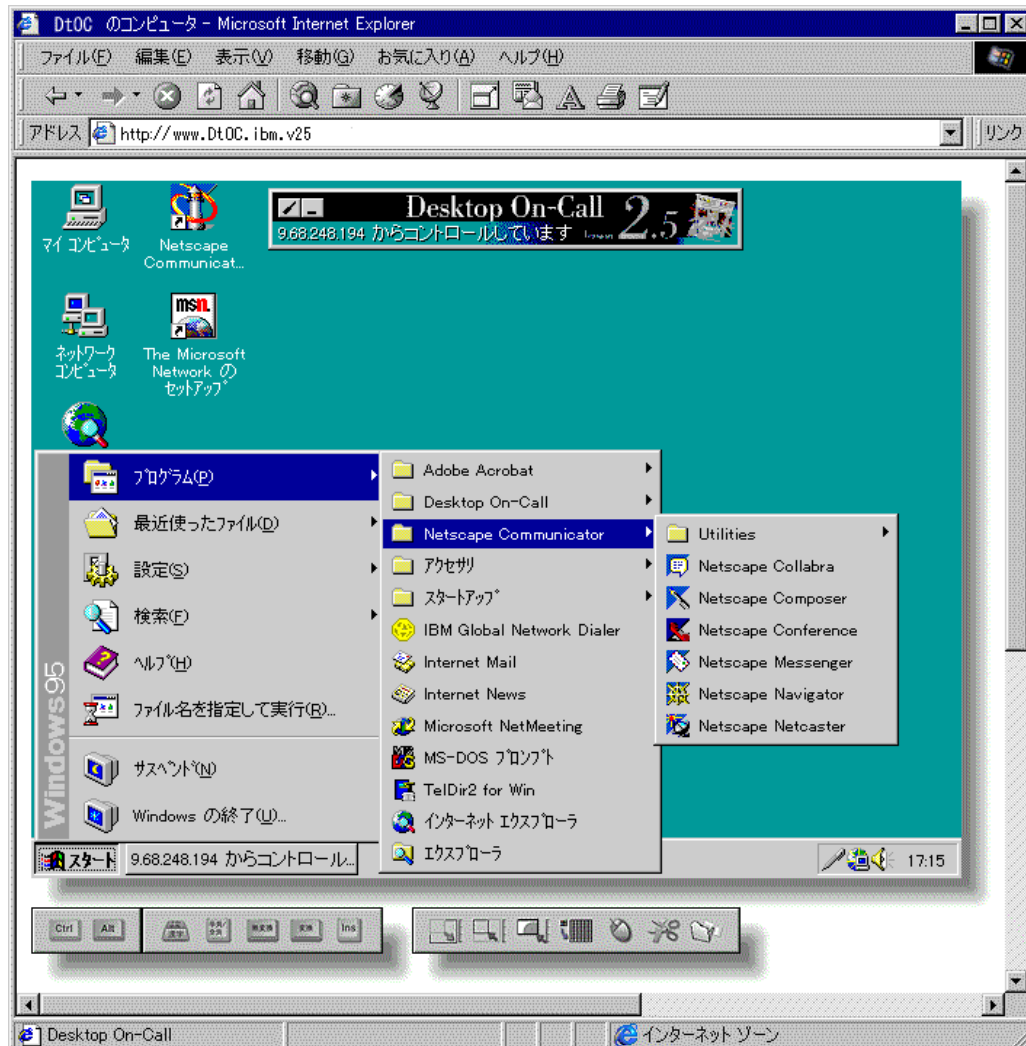 DtOC のコンピュータ - Microsoft Internet Explorer
ファイル(F) 編集(E) 表示(V) 移動(G) お気に入り(A) ヘルプ(H)
アドレス http://www.DtOC.ibm.v25 リンク
Desktop On-Call 2.5
9.68.248.194 からコントロールしています
マイ コンピュータ
Netscape
Communicat...
msn.
ネットワーク
コンピュータ
The Microsoft
Network の
セットアップ
Windows95
プログラム(P)
最近使ったファイル(D)
設定(S)
検索(F)
ヘルプ(H)
ファイル名を指定して実行(R)...
サスペンド(N)
Windows の終了(U)...
Adobe Acrobat
Desktop On-Call
Netscape Communicator
アクセサリ
スタートアップ
IBM Global Network Dialer
Internet Mail
Internet News
Microsoft NetMeeting
MS-DOS プロンプト
TelDir2 for Win
インターネット エクスプローラ
エクスプローラ
Utilities
Netscape Collabra
Netscape Composer
Netscape Conference
Netscape Messenger
Netscape Navigator
Netscape Netcaster
スタート 9.68.248.194 からコントロール... 17:15
Ctrl Alt Ins
Desktop On-Call インターネット ゾーン